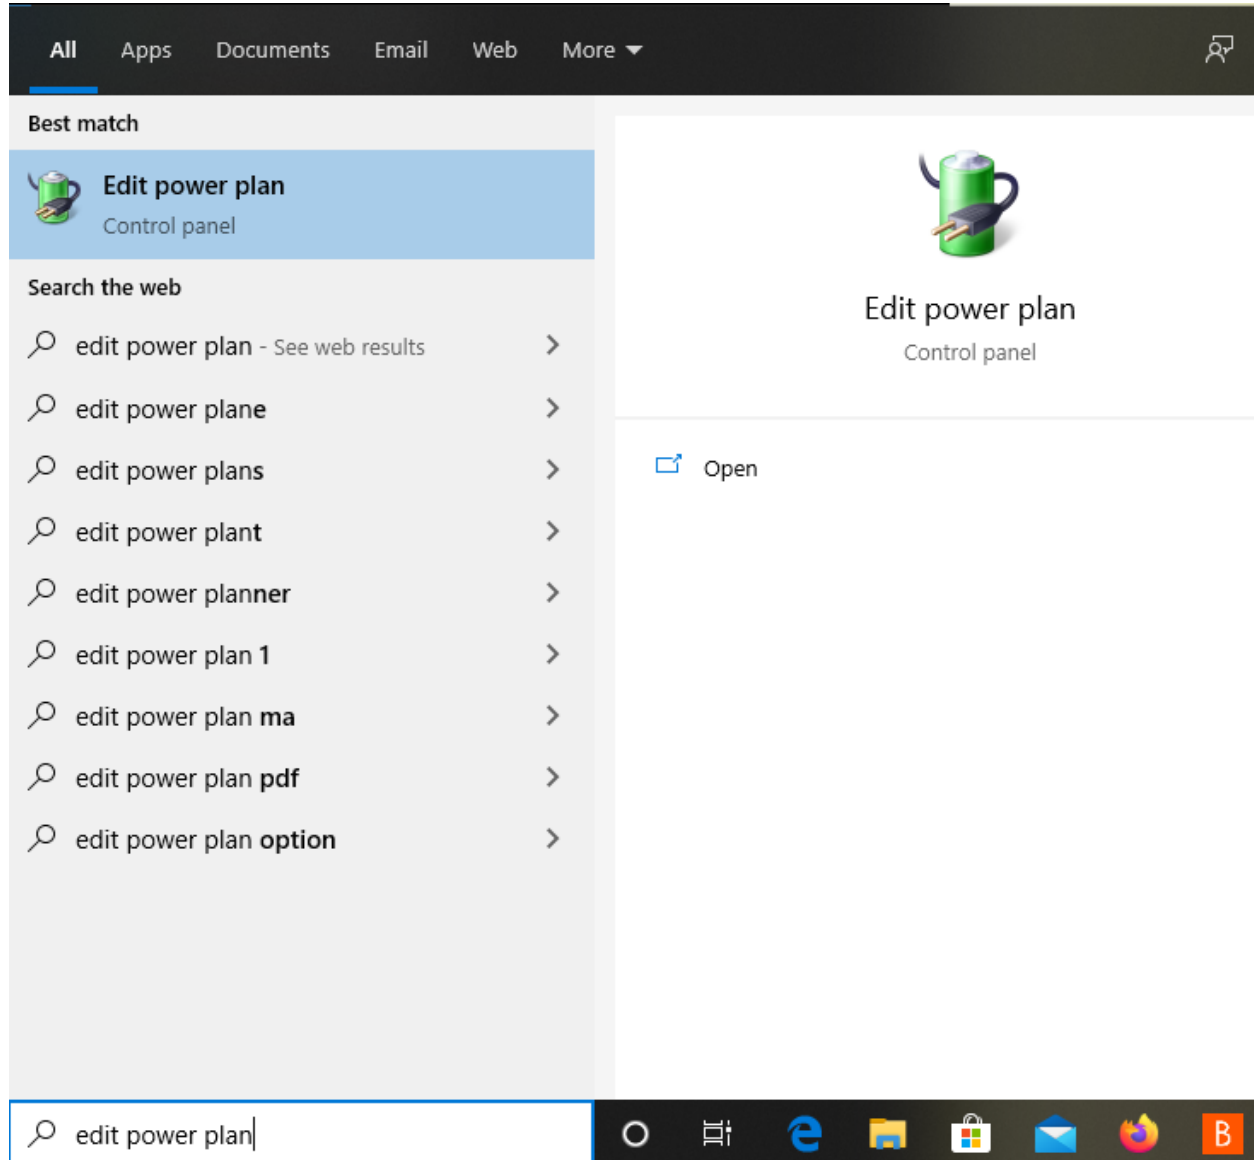 All Apps Documents Email Web More
Best match
Edit power plan
Control panel
Search the web
edit power plan - See web results
edit power plane
edit power plans
edit power plant
edit power planner
edit power plan 1
edit power plan ma
edit power plan pdf
edit power plan option
Edit power plan
Control panel
Open
edit power plan
B